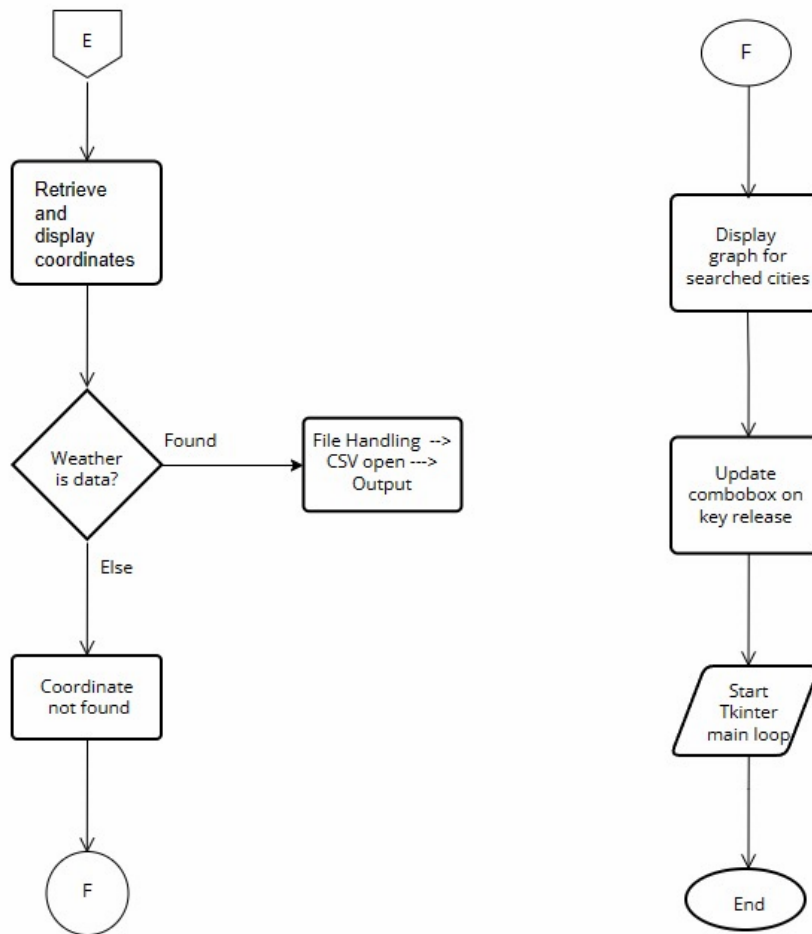 E
Retrieve
and
display
coordinates
Weather
is data?
Found
File Handling -->
CSV open --->
Output
Else
Coordinate
not found
F
F
Display
graph for
searched cities
Update
combobox on
key release
Start
Tkinter
main loop
End